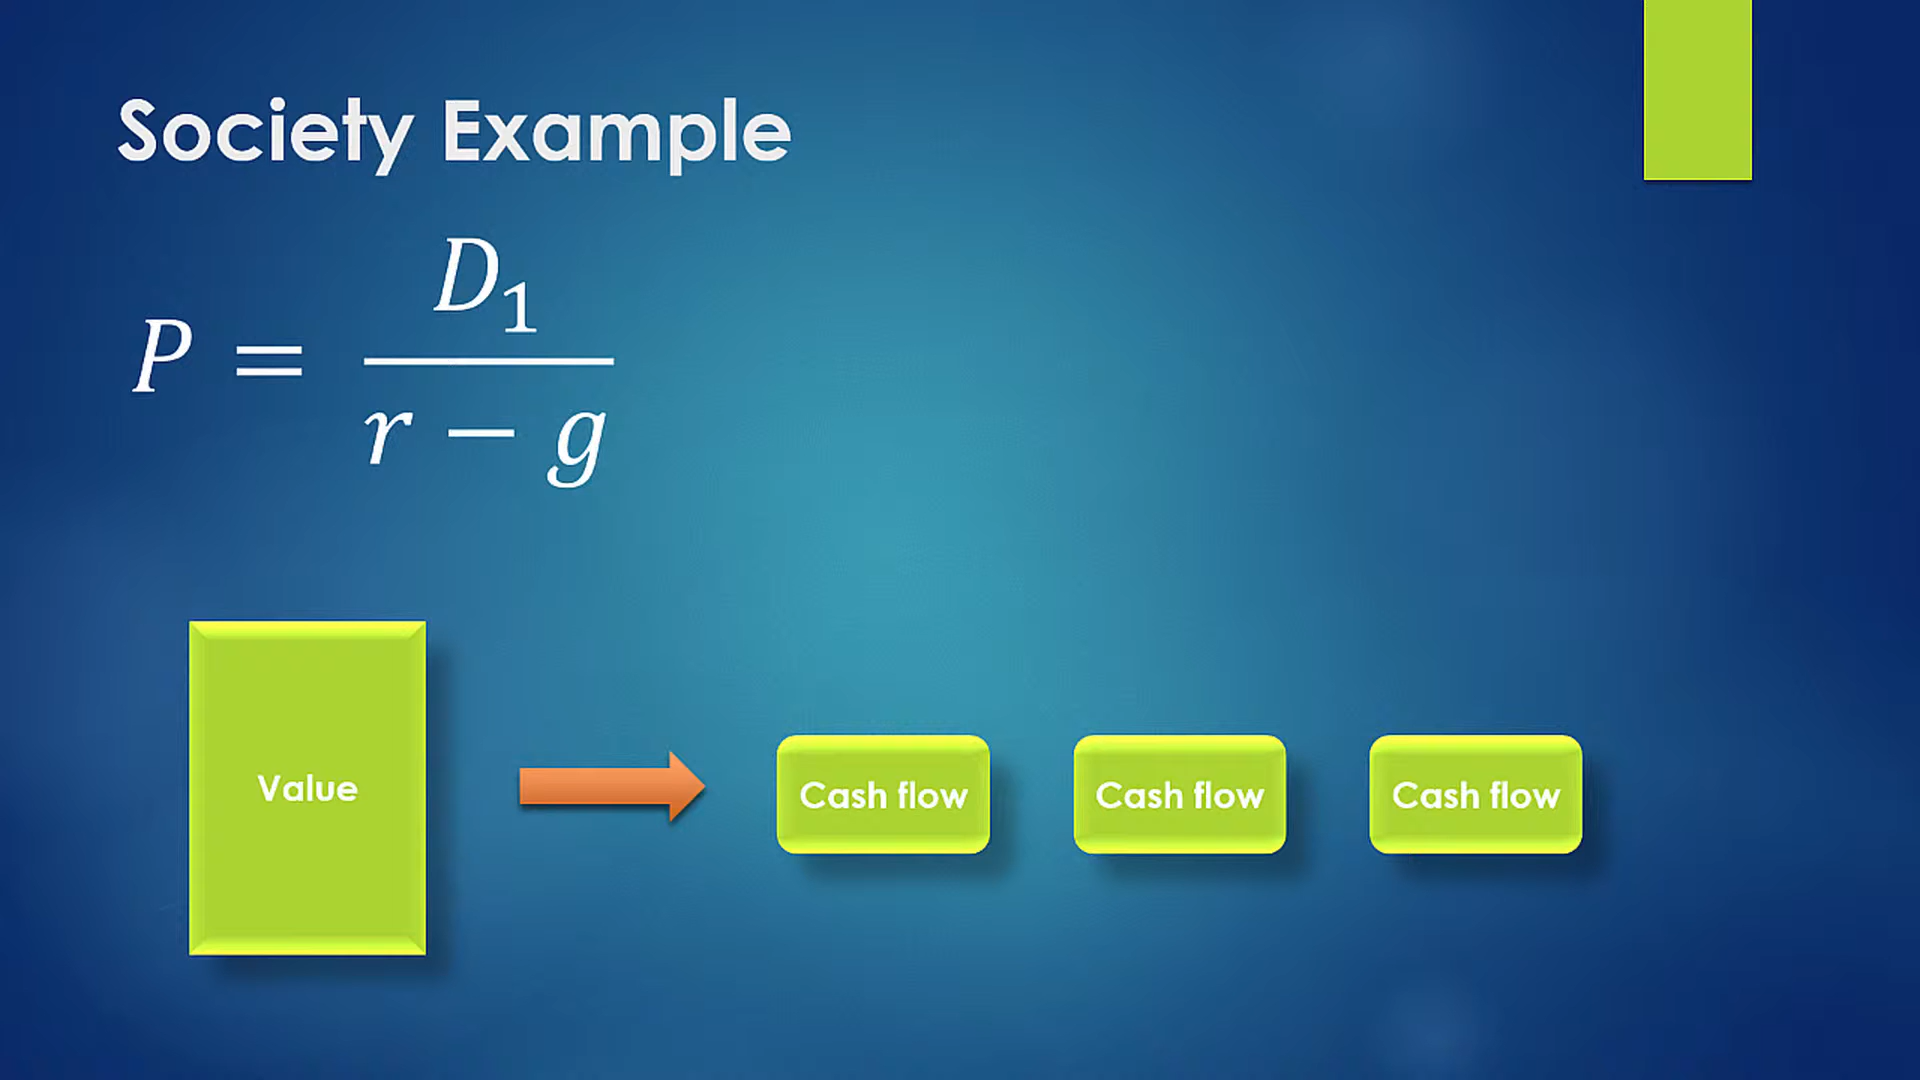 Society Example
P = D₁ / (r − g)
Value
Cash flow Cash flow Cash flow